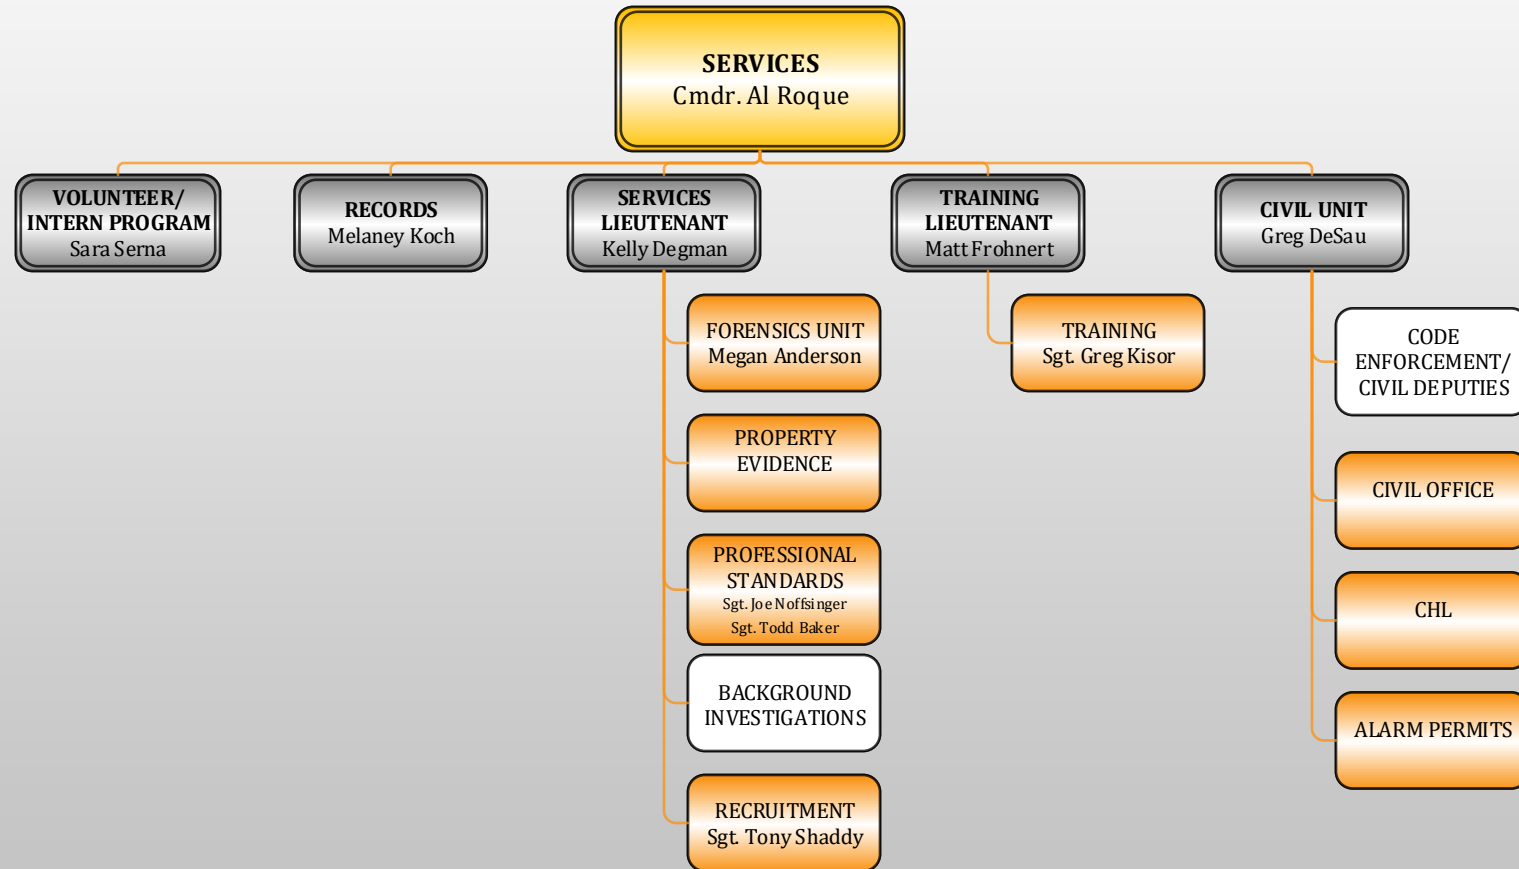 SERVICES
Cmdr. Al Roque
VOLUNTEER/
INTERN PROGRAM
Sara Serna
RECORDS
Melaney Koch
SERVICES
LIEUTENANT
Kelly Degman
TRAINING
LIEUTENANT
Matt Frohnert
CIVIL UNIT
Greg DeSau
FORENSICS UNIT
Megan Anderson
PROPERTY
EVIDENCE
PROFESSIONAL
STANDARDS
Sgt. Joe Noffsinger
Sgt. Todd Baker
BACKGROUND
INVESTIGATIONS
RECRUITMENT
Sgt. Tony Shaddy
TRAINING
Sgt. Greg Kisor
CODE
ENFORCEMENT/
CIVIL DEPUTIES
CIVIL OFFICE
CHL
ALARM PERMITS